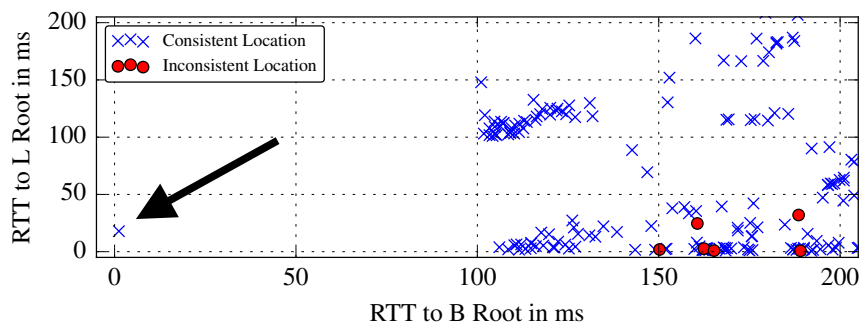 200
150
100
50
0
RTT to L Root in ms
Consistent Location
Inconsistent Location
0 50 100 150 200
RTT to B Root in ms